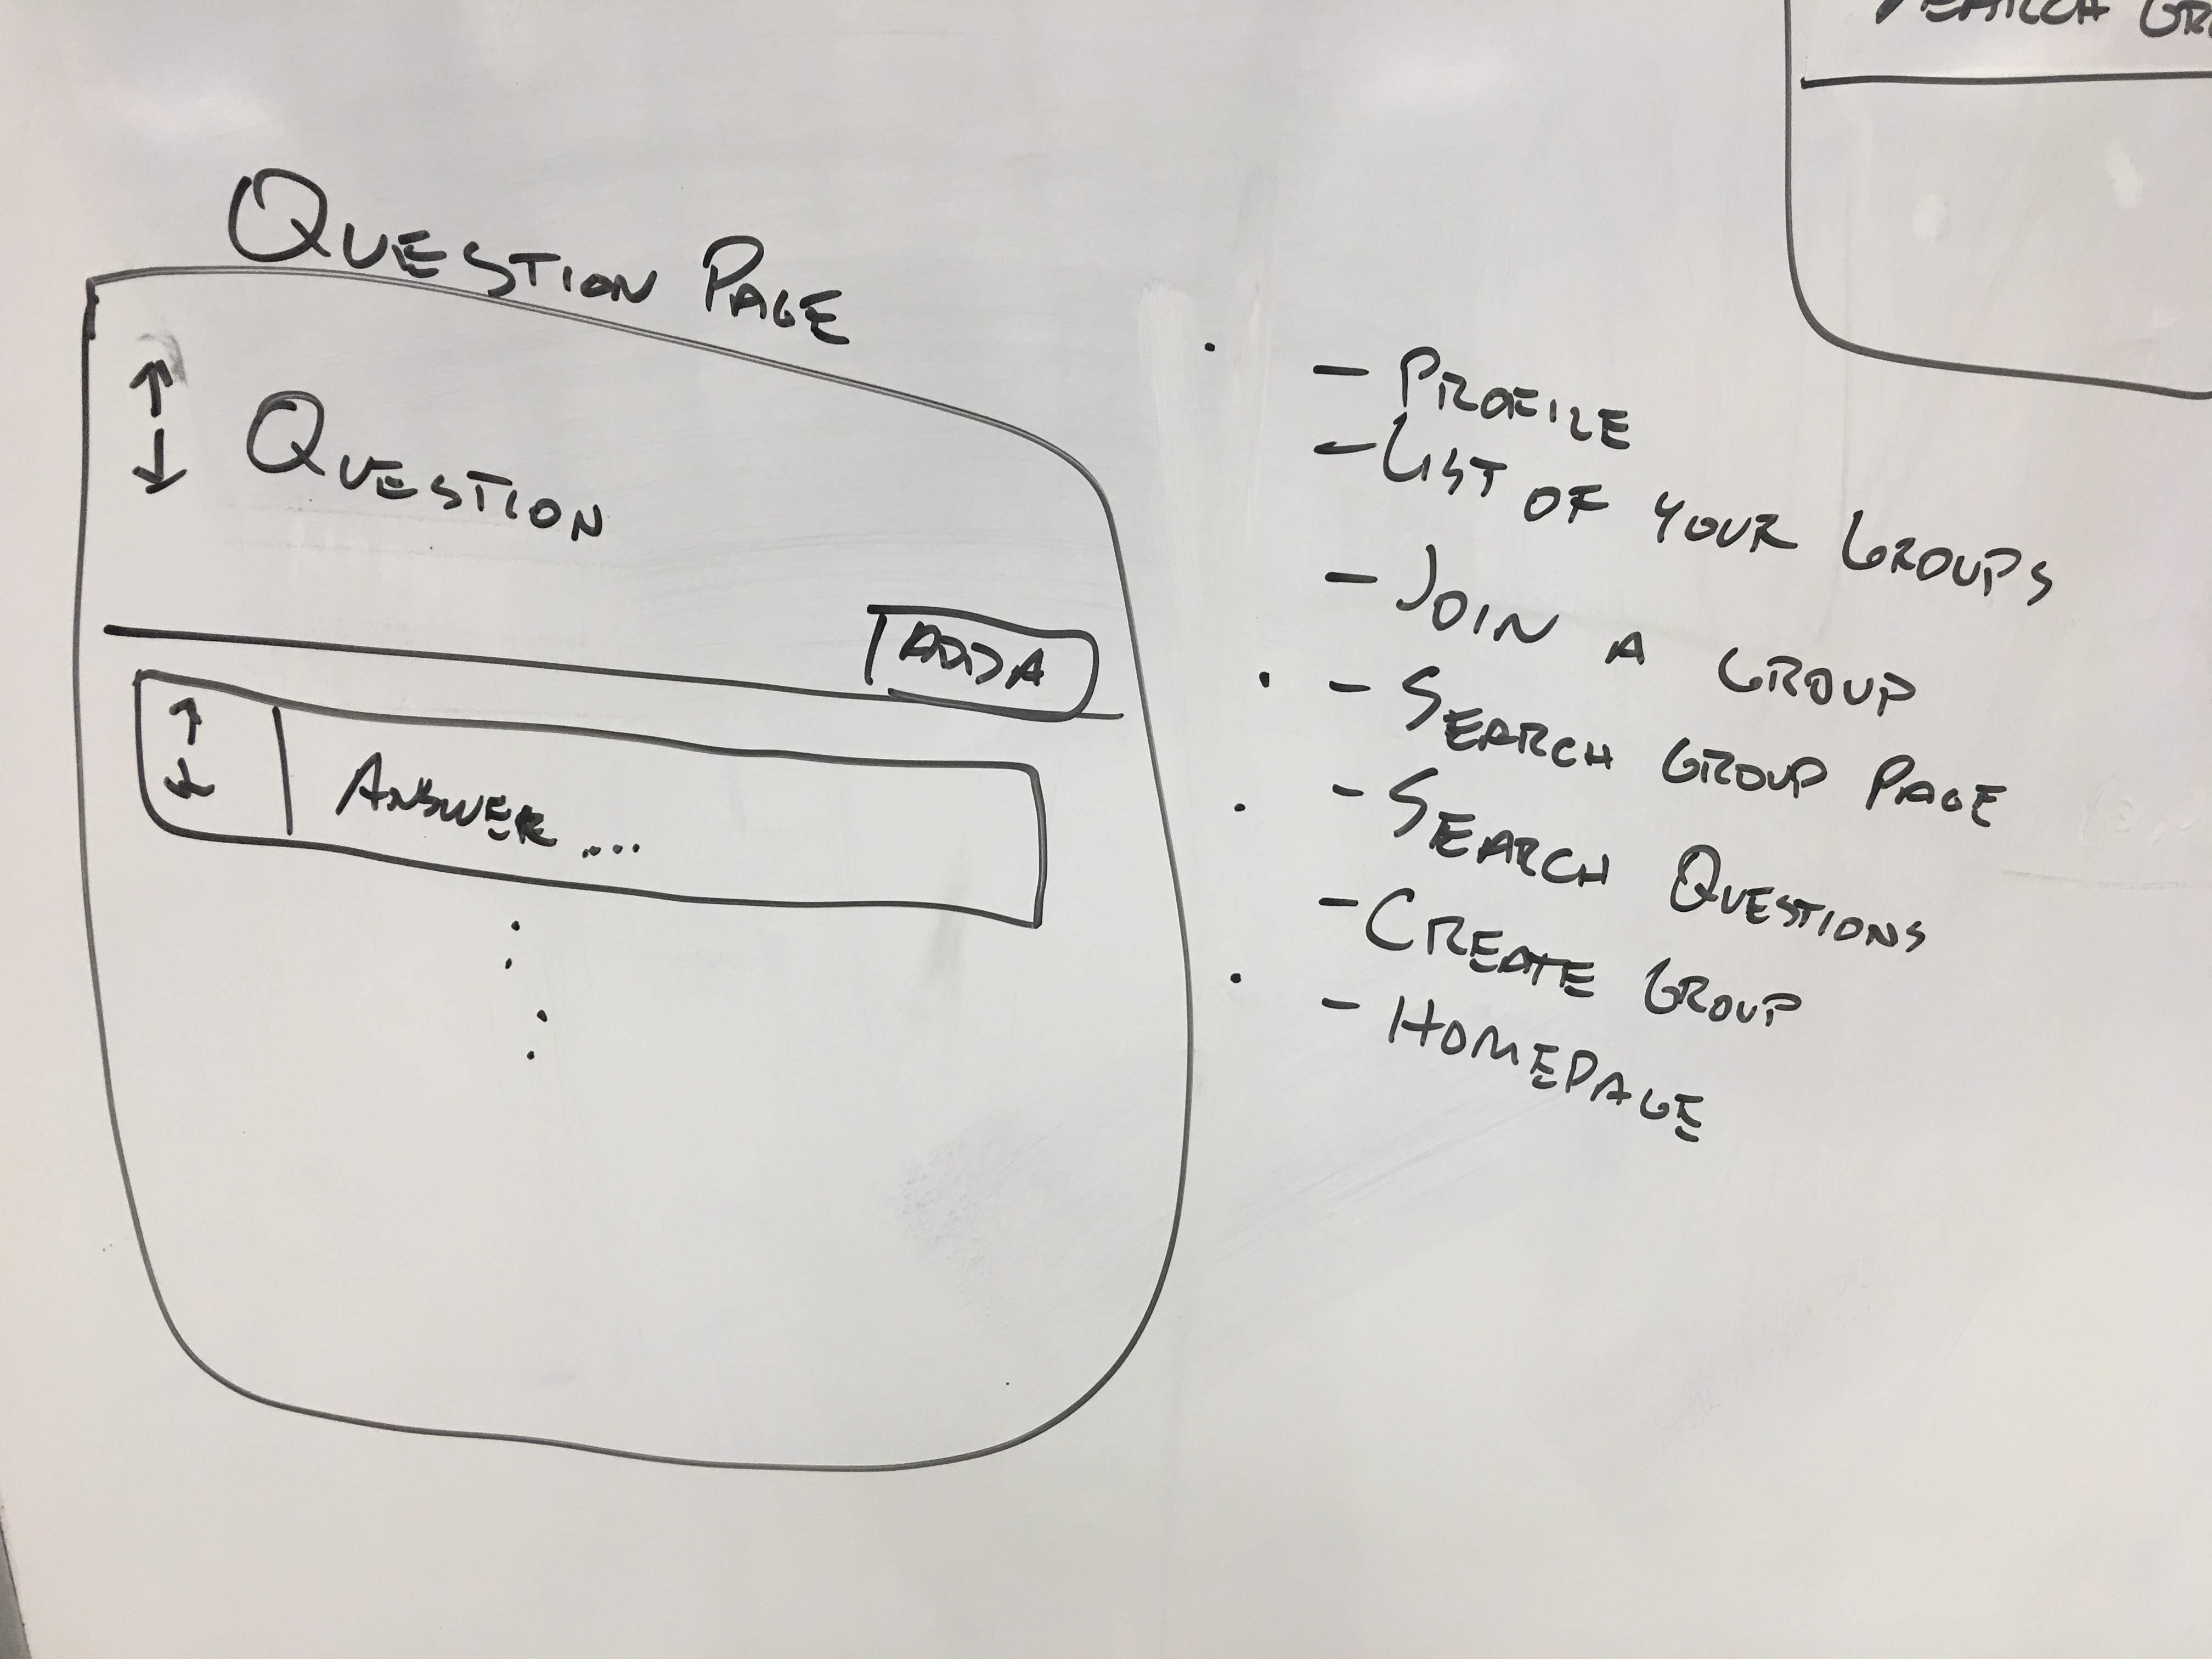 SEARCH GR
QUESTION PAGE
QUESTION
ADD A
ANSWER ...
- PROFILE
- LIST OF YOUR GROUPS
- JOIN A GROUP
- SEARCH GROUP PAGE
- SEARCH QUESTIONS
- CREATE GROUP
- HOMEPAGE